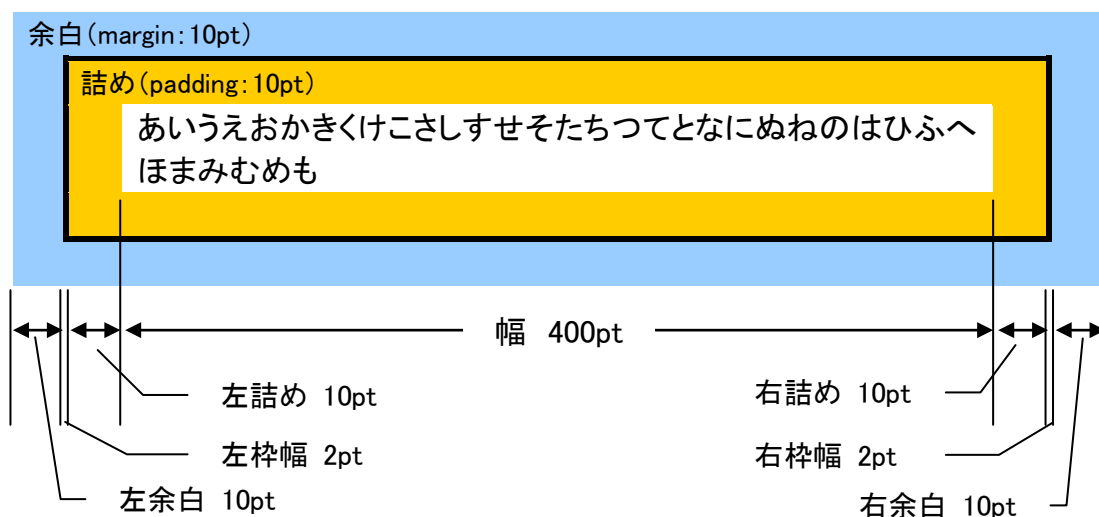 余白(margin:10pt)
詰め(padding:10pt)
あいうえおかきくけこさしすせそたちつてとなにぬねのはひふへ
ほまみむめも
幅 400pt
左詰め 10pt
右詰め 10pt
左枠幅 2pt
右枠幅 2pt
左余白 10pt
右余白 10pt